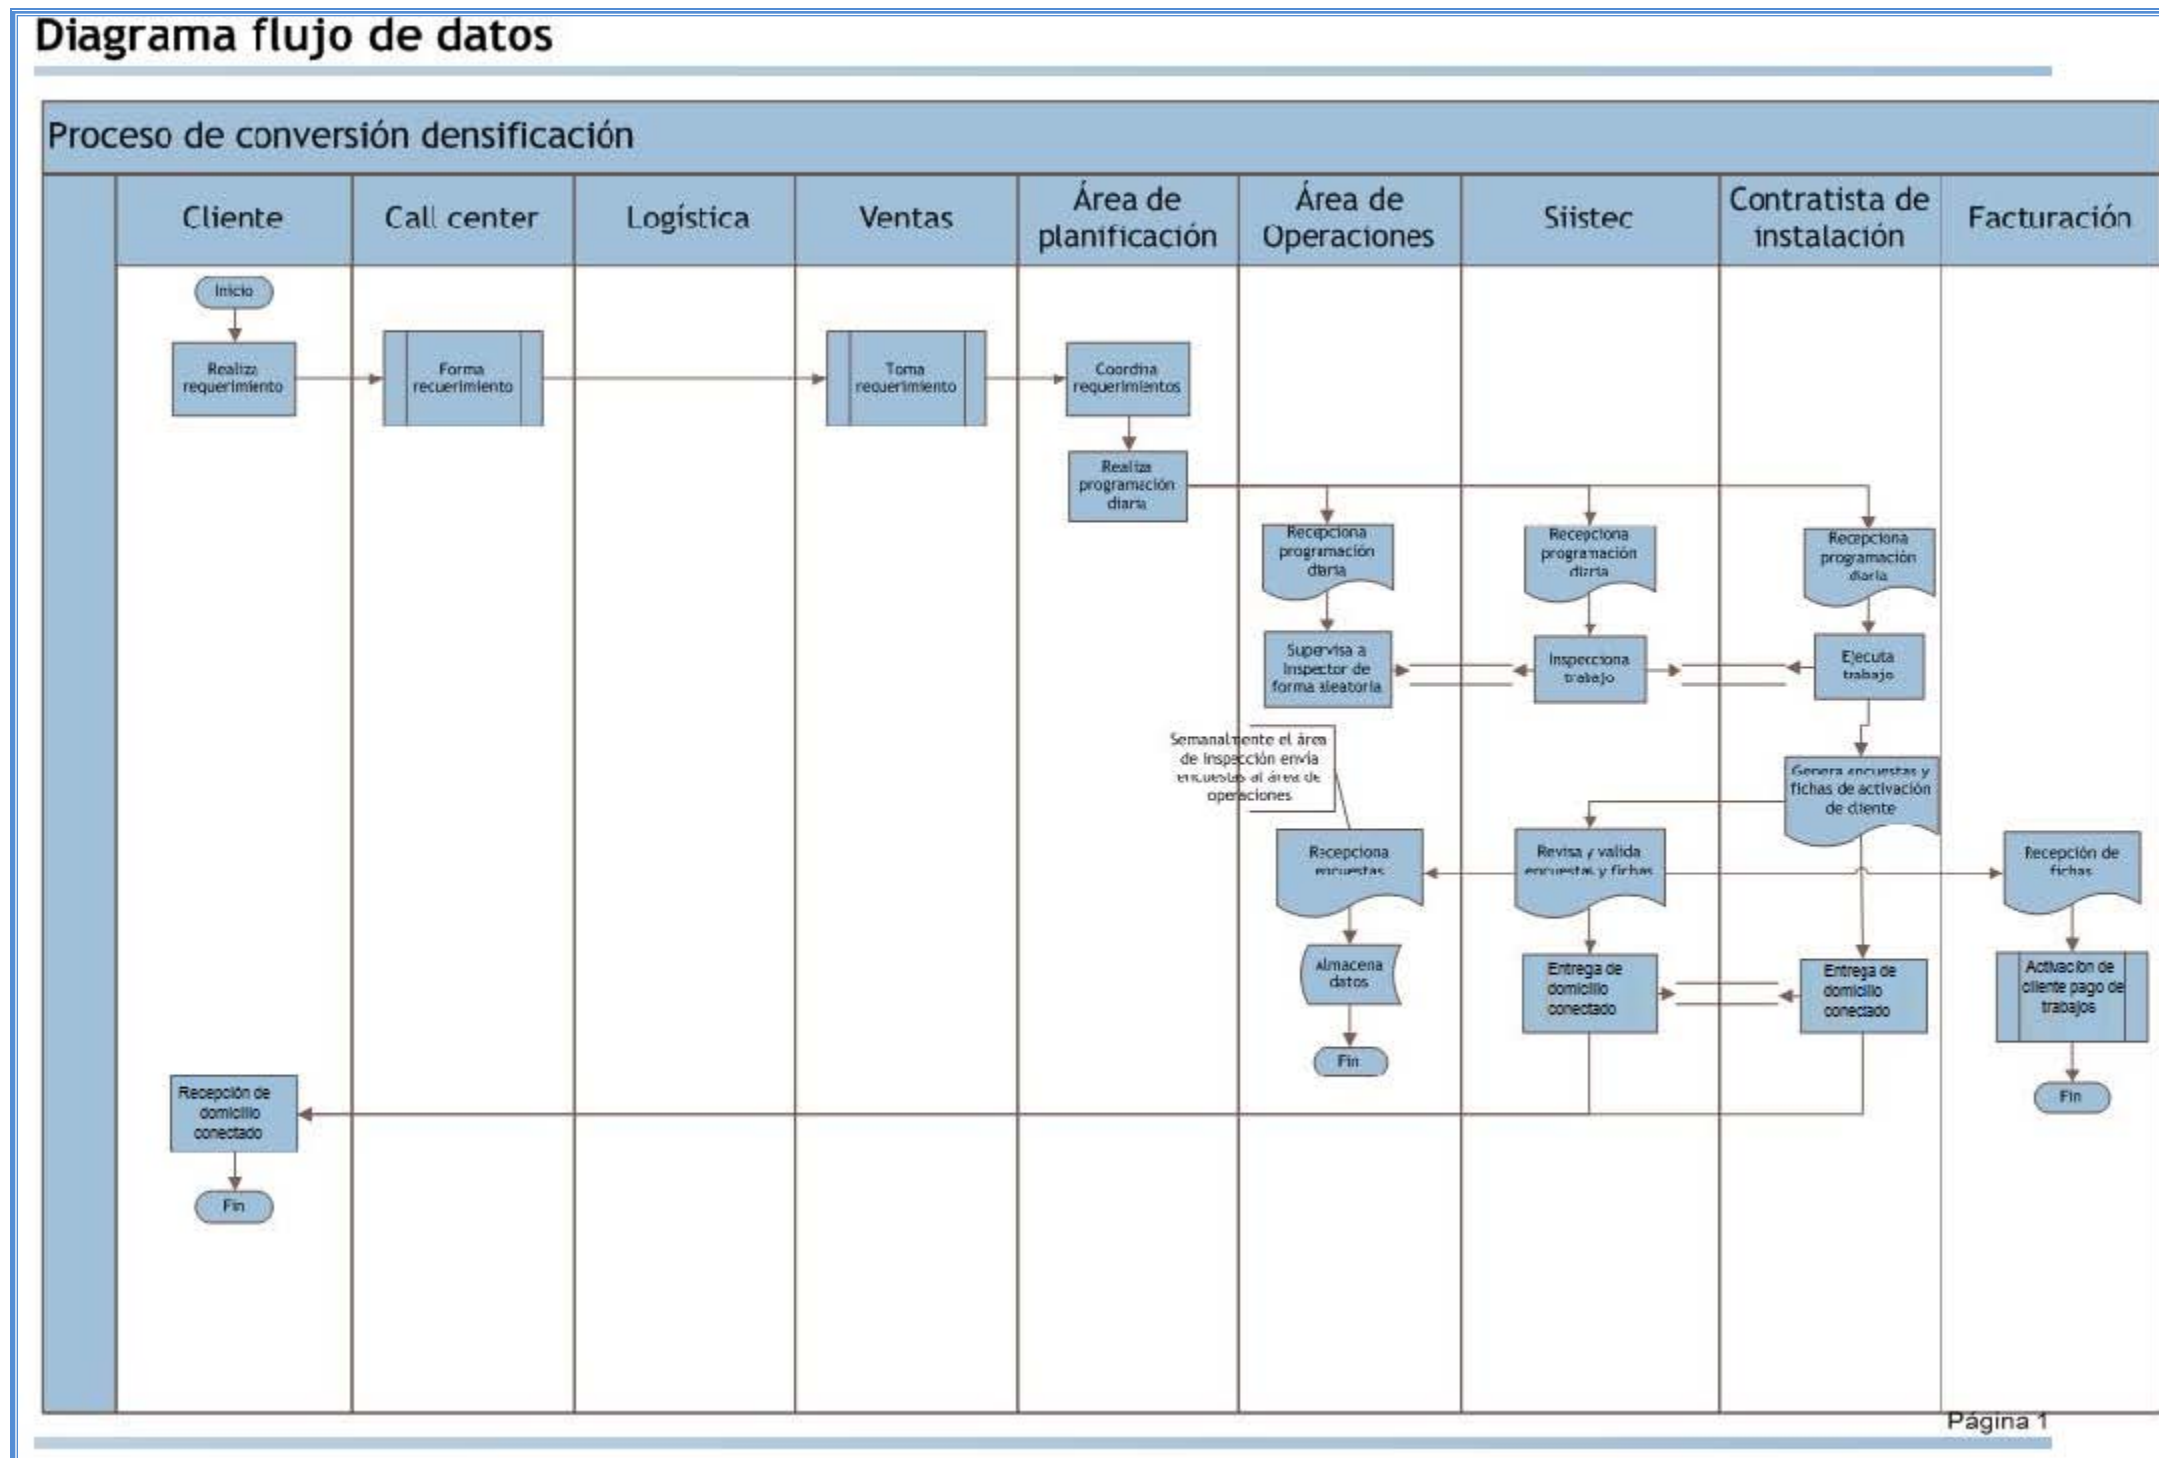 Diagrama flujo de datos
Proceso de conversión densificación
Cliente
Call center
Logística
Ventas
Área de
planificación
Área de
Operaciones
Siistec
Contratista de
instalación
Facturación
Inicio
Realiza
requerimiento
Forma
recuerimiento
Toma
requerimiento
Coordina
requerimientos
Realiza
programación
diaria
Recepciona
programación
diaria
Recepciona
programación
diaria
Recepciona
programación
diaria
Supervisa a
Inspector de
forma aleatoria
Inspecciona
trabajo
Ejecuta
trabajo
Semanalmente el área
de inspección envía
encuestas al área de
operaciones
Genera encuestas y
fichas de activación
de cliente
Recepciona
encuestas
Revisa y valida
encuestas y fichas
Recepción de
fichas
Almacena
datos
Entrega de
domicilio
conectado
Entrega de
domicilio
conectado
Activación de
cliente pago de
trabajos
Fin
Fin
Recepción de
domicilio
conectado
Fin
Página 1